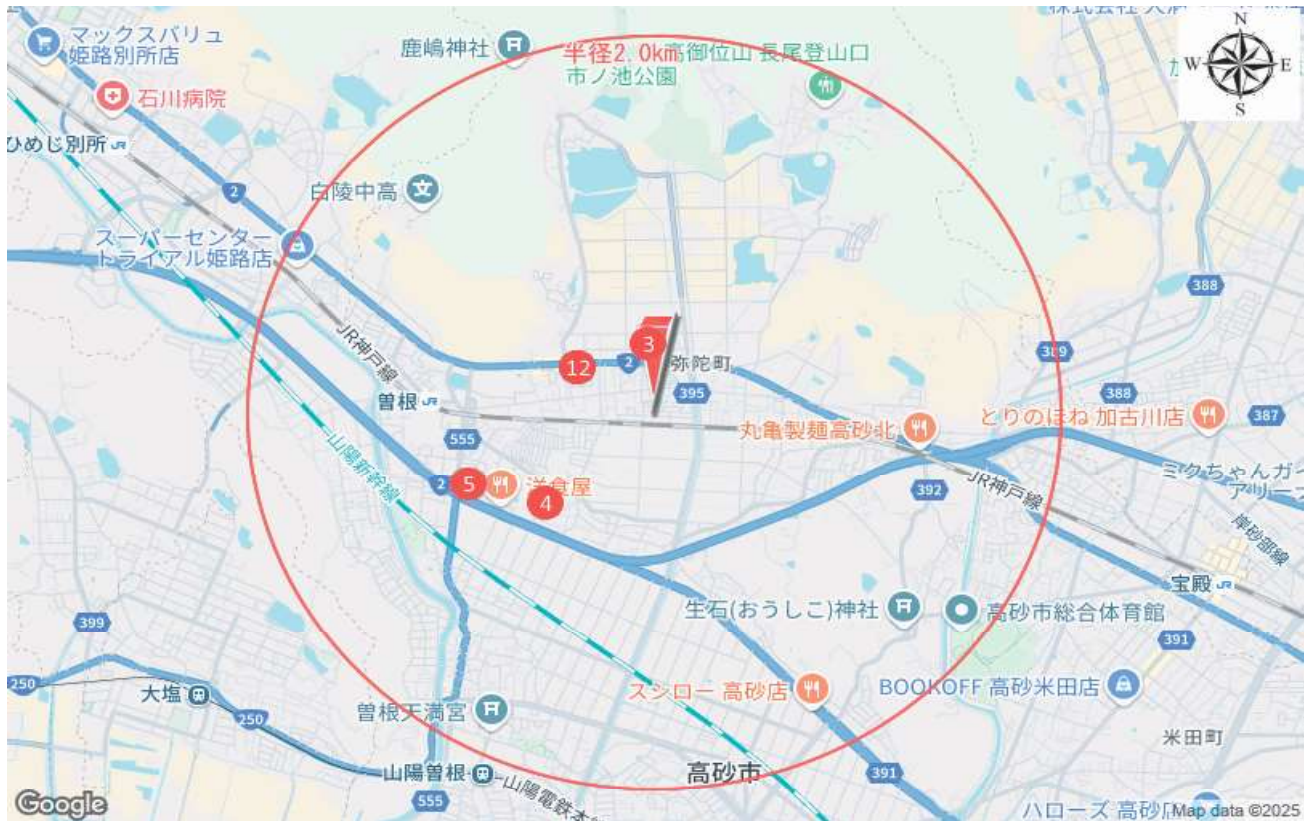 マックスバリュ
姫路別所店
鹿嶋神社
半径2.0km
高御位山 長尾登山口
市ノ池公園
N
W
E
S
石川病院
ひめじ別所 JR
2
白陵中高
スーパーセンター
トライアル姫路店
388
JR神戸線
12
2
3
弥陀町
389
曽根 JR
395
388
387
丸亀製麺高砂北
とりのほね 加古川店
555
山陽新幹線
2
5
洋食屋
4
392
JR神戸線
ミクちゃんガイ
アリーナ
岸砂部線
宝殿 JR
生石(おうしこ)神社
高砂市総合体育館
399
391
250
大塩
250
曽根天満宮
スシロー 高砂店
BOOKOFF 高砂米田店
米田町
山陽曽根
山陽電鉄本
高砂市
391
555
ハローズ 高砂店
Google
Map data ©2025